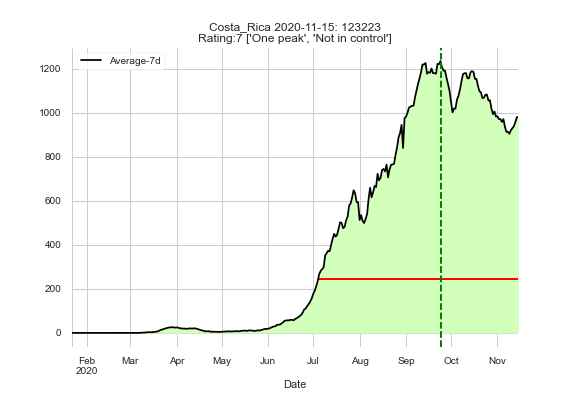 Costa_Rica 2020-11-15: 123223
Rating:7 ['One peak', 'Not in control']
Average-7d
1200
1000
800
600
400
200
0
Feb Mar Apr May Jun Jul Aug Sep Oct Nov
2020
Date